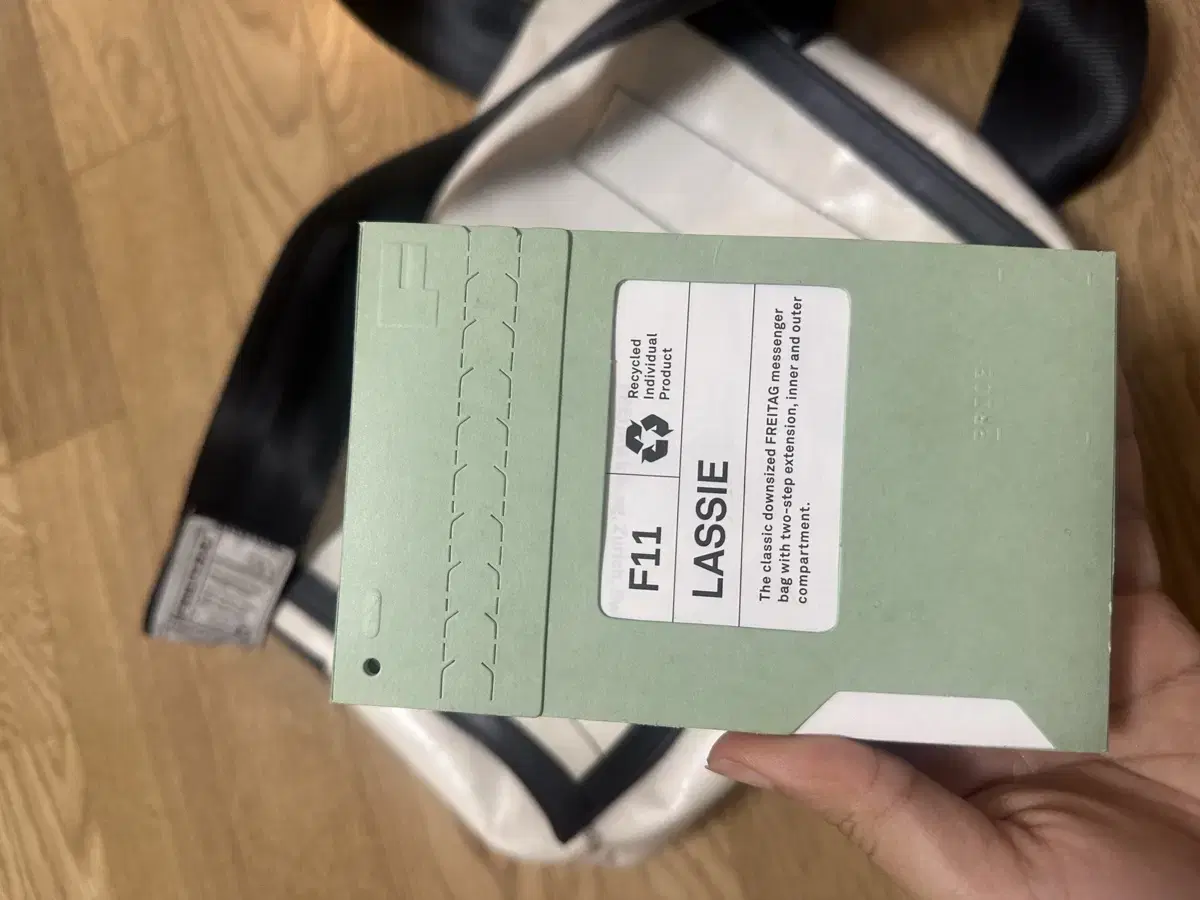 F11
Recycled
Individual
Product
LASSIE
The classic downsized FREITAG messenger
bag with two-step extension, inner and outer
compartment.
PRICE
F